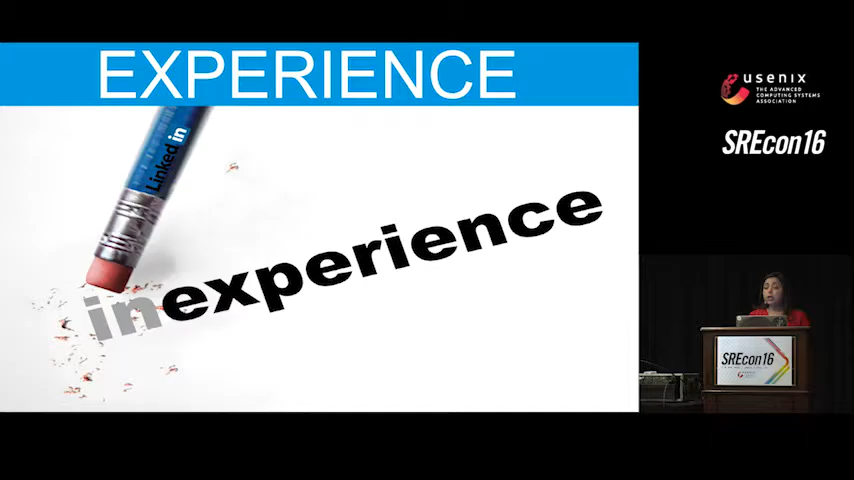 EXPERIENCE
Linked in
inexperience
usenix
THE ADVANCED
COMPUTING SYSTEMS
ASSOCIATION
SREcon16
SREcon16